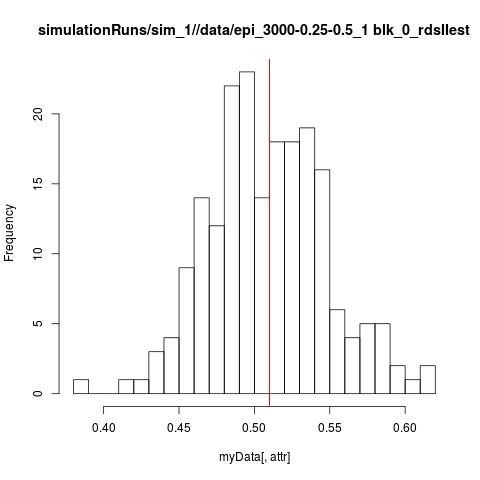 simulationRuns/sim_1//data/epi_3000-0.25-0.5_1 blk_0_rdsllest
20
15
10
5
0
Frequency
0.40 0.45 0.50 0.55 0.60
myData[, attr]